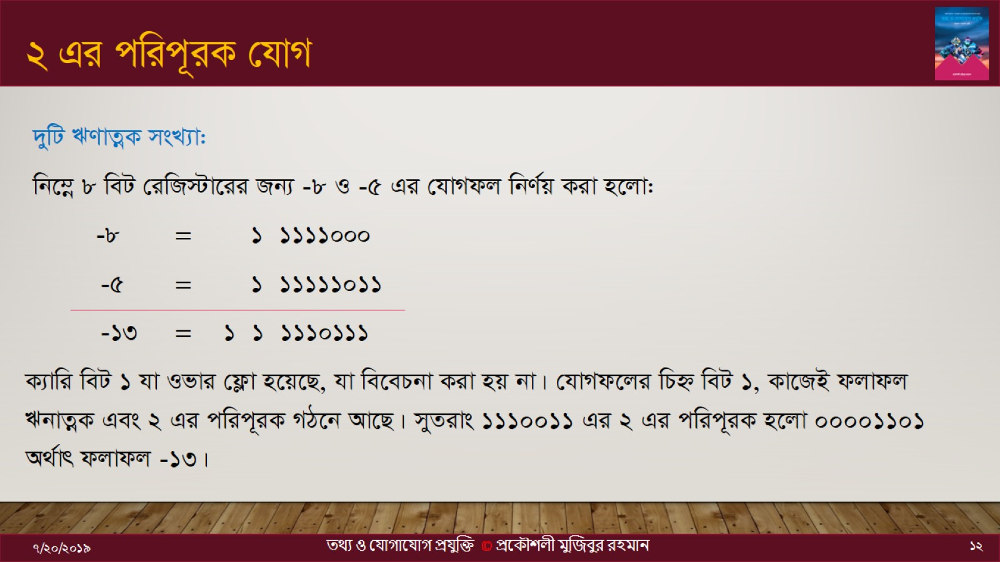 ২ এর পরিপূরক যোগ
দুটি ঋণাত্নক সংখ্যা:
নিম্নে ৮ বিট রেজিস্টারের জন্য -৮ ও -৫ এর যোগফল নির্ণয় করা হলো:
-৮ = ১ ১১১১০০০
-৫ = ১ ১১১১১০১১
-১৩ = ১ ১ ১১১০১১১
ক্যারি বিট ১ যা ওভার ফ্লো হয়েছে, যা বিবেচনা করা হয় না। যোগফলের চিহ্ন বিট ১, কাজেই ফলাফল
ঋনাত্নক এবং ২ এর পরিপূরক গঠনে আছে। সুতরাং ১১১০০১১ এর ২ এর পরিপূরক হলো ০০০০১১০১
অর্থাৎ ফলাফল -১৩।
৭/২০/২০১৯ তথ্য ও যোগাযোগ প্রযুক্তি © প্রকৌশলী মুজিবুর রহমান ১২